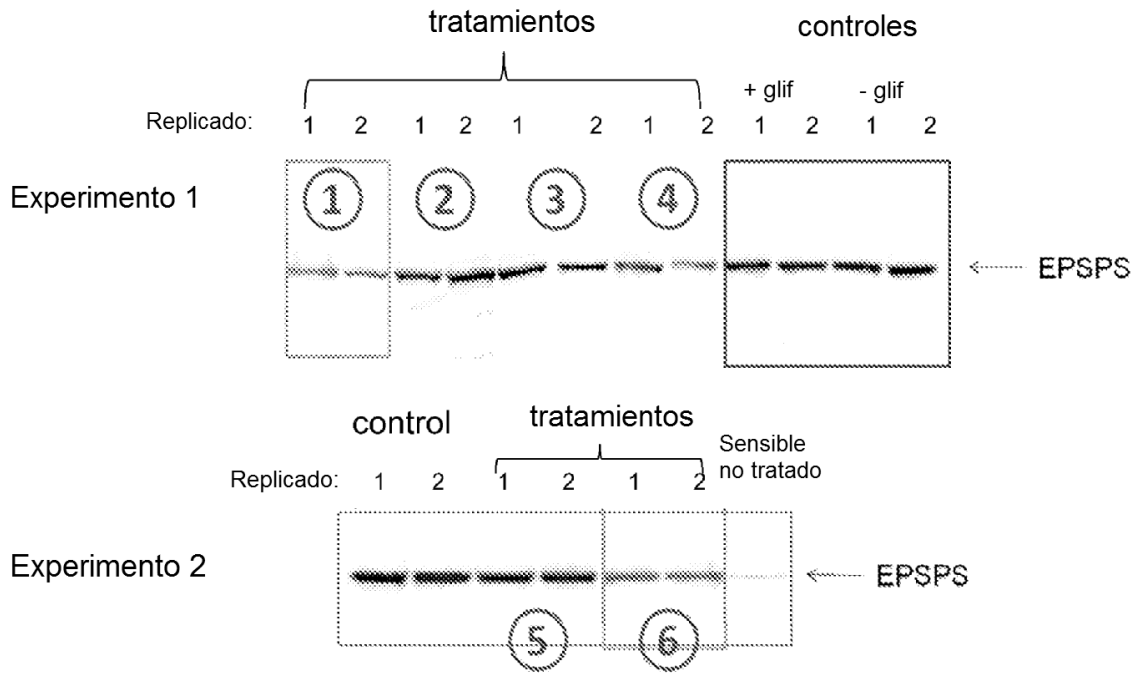 tratamientos controles
+ glif - glif
Replicado: 1 2 1 2 1 2 1 2 1 2 1 2
Experimento 1 1 2 3 4
EPSPS
control tratamientos
Sensible
no tratado
Replicado: 1 2 1 2 1 2
Experimento 2 EPSPS
5 6